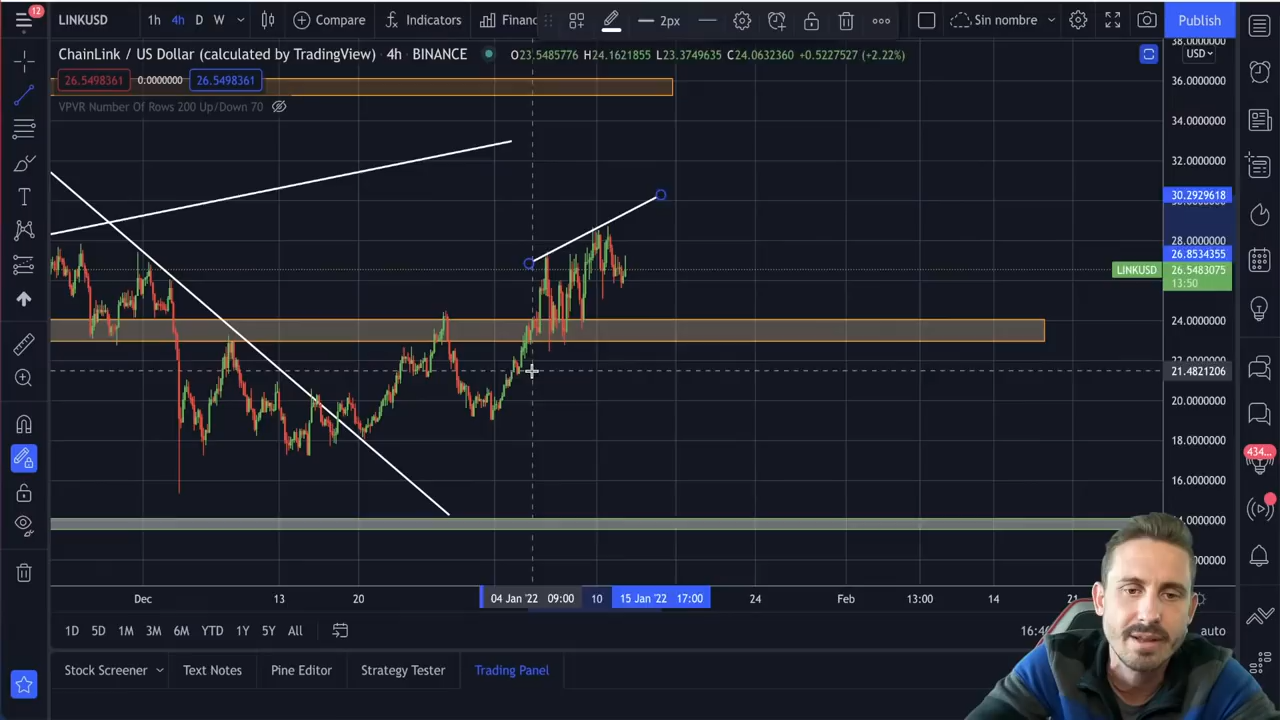 12
LINKUSD 1h 4h D W Compare Indicators Financ 2px Sin nombre Publish
ChainLink / US Dollar (calculated by TradingView) · 4h · BINANCE O23.5485776 H24.1621855 L23.3749635 C24.0632360 +0.5227527 (+2.22%)
USD
26.5498361 0.0000000 26.5498361
VPVR Number Of Rows 200 Up/Down 70
38.0000000
36.0000000
34.0000000
32.0000000
30.2929618
28.0000000
26.8534355
LINKUSD 26.5483075
13:50
24.0000000
22.0000000
21.4821206
20.0000000
18.0000000
16.0000000
434...
Dec 13 20 04 Jan '22 09:00 10 15 Jan '22 17:00 24 Feb 13:00 14
1D 5D 1M 3M 6M YTD 1Y 5Y All auto
Stock Screener Text Notes Pine Editor Strategy Tester Trading Panel